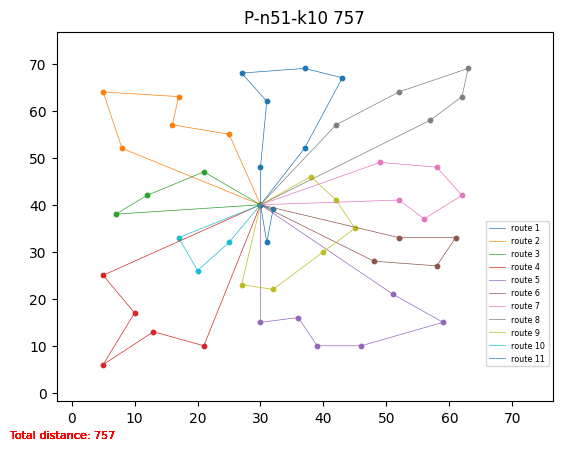 P-n51-k10 757
70
60
50
40
30
20
10
0
0 10 20 30 40 50 60 70
route 1
route 2
route 3
route 4
route 5
route 6
route 7
route 8
route 9
route 10
route 11
Total distance: 757